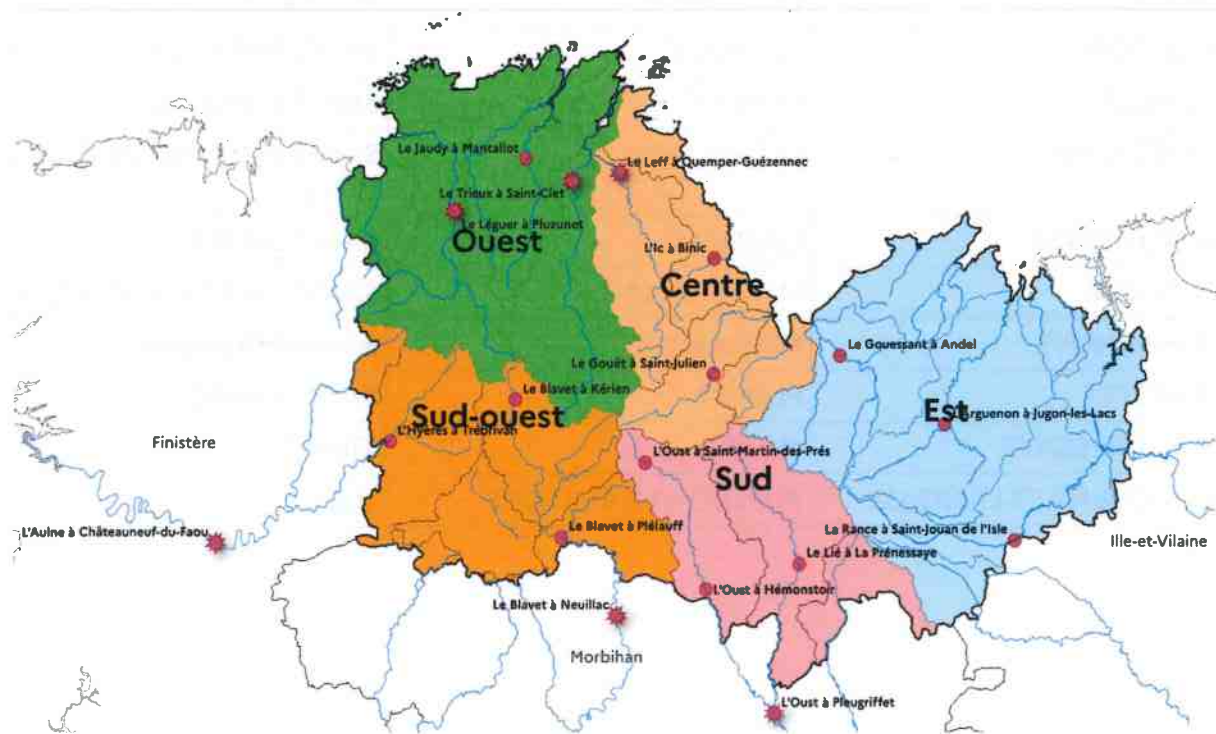 Le Jaudy à Mantallot
Le Leff à Quemper-Guézennec
Le Trieux à Saint-Clet
Le Léguer à Pluzunet
Ouest
L'Ic à Binic
Centre
Le Gouessant à Andel
Le Gouët à Saint-Julien
Le Blavet à Kérien
Sud-ouest
Est
Arguenon à Jugon-les-Lacs
L'Hyères à Trébrivan
Finistère
L'Oust à Saint-Martin-des-Prés
Sud
L'Aulne à Châteauneuf-du-Faou
Le Blavet à Plélauff
La Rance à Saint-Jouan de l'Isle
Ille-et-Vilaine
Le Lié à La Prénessaye
L'Oust à Hémonstoir
Le Blavet à Neuillac
Morbihan
L'Oust à Pleugriffet